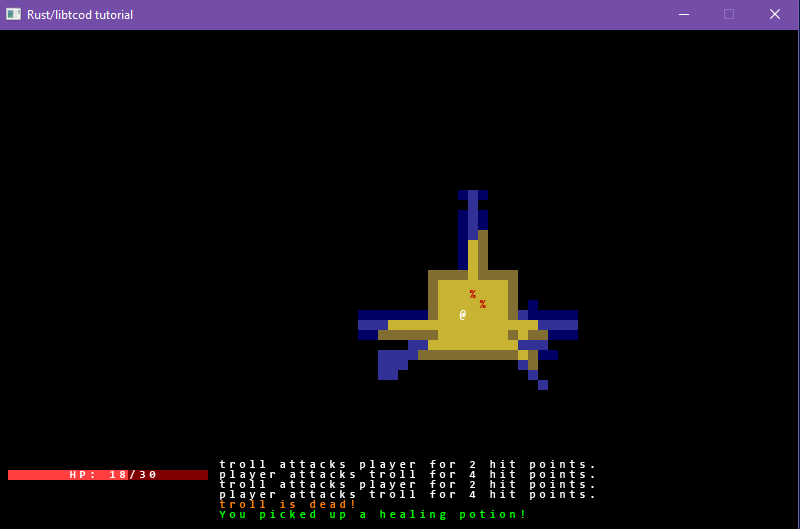 Rust/libtcod tutorial
%
%
@
HP: 18/30
troll attacks player for 2 hit points.
player attacks troll for 4 hit points.
troll attacks player for 2 hit points.
player attacks troll for 4 hit points.
troll is dead!
You picked up a healing potion!